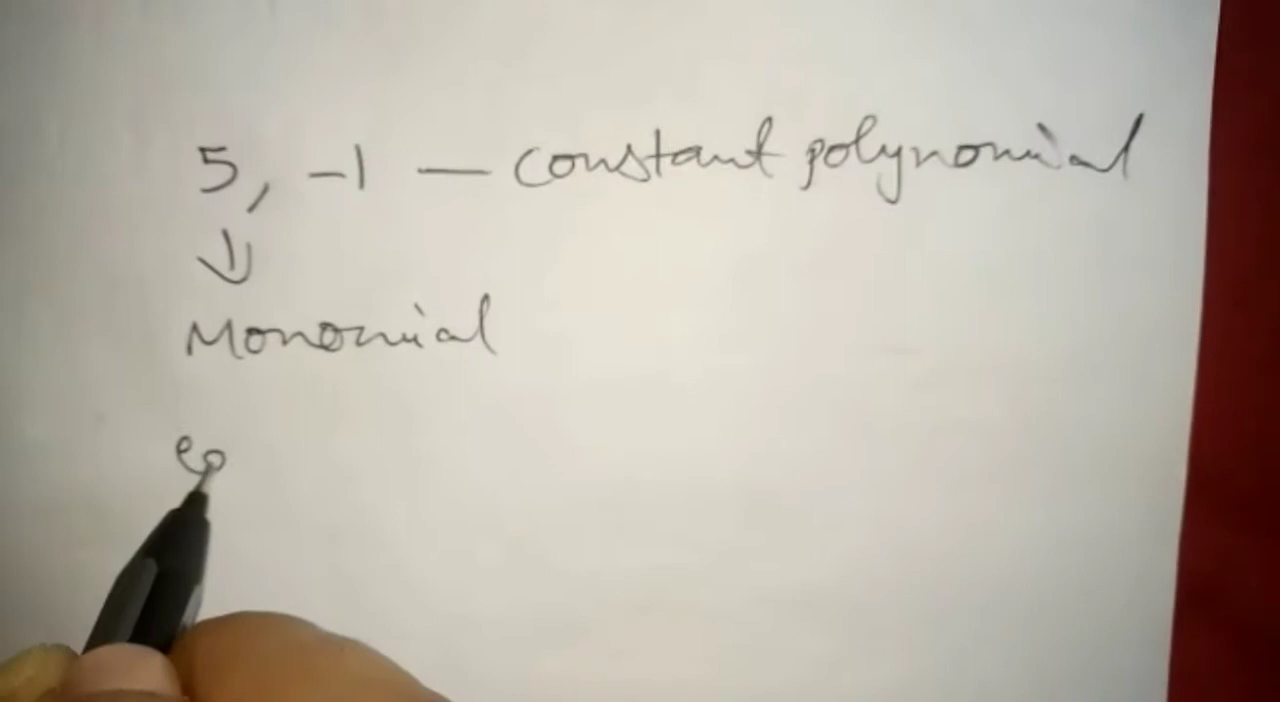 5, -1 — constant polynomial
↓
Monomial